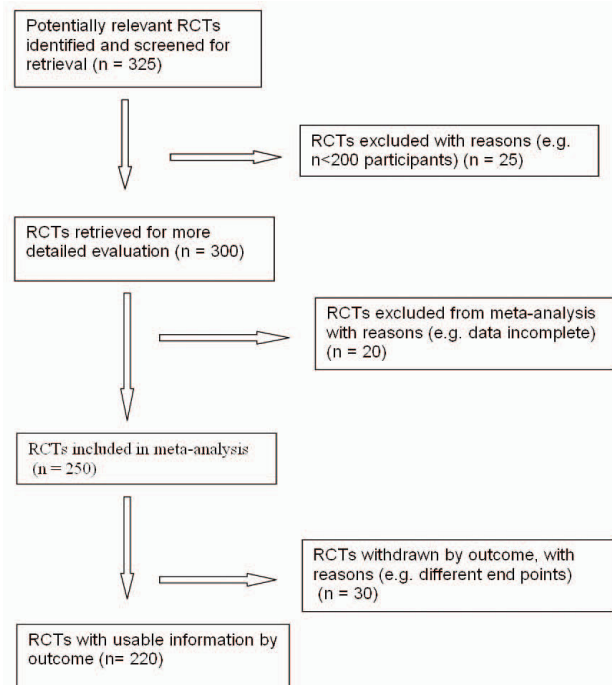 Potentially relevant RCTs
identified and screened for
retrieval (n = 325)
RCTs excluded with reasons (e.g.
n<200 participants) (n = 25)
RCTs retrieved for more
detailed evaluation (n = 300)
RCTs excluded from meta-analysis
with reasons (e.g. data incomplete)
(n = 20)
RCTs included in meta-analysis
(n = 250)
RCTs withdrawn by outcome, with
reasons (e.g. different end points)
(n = 30)
RCTs with usable information by
outcome (n= 220)